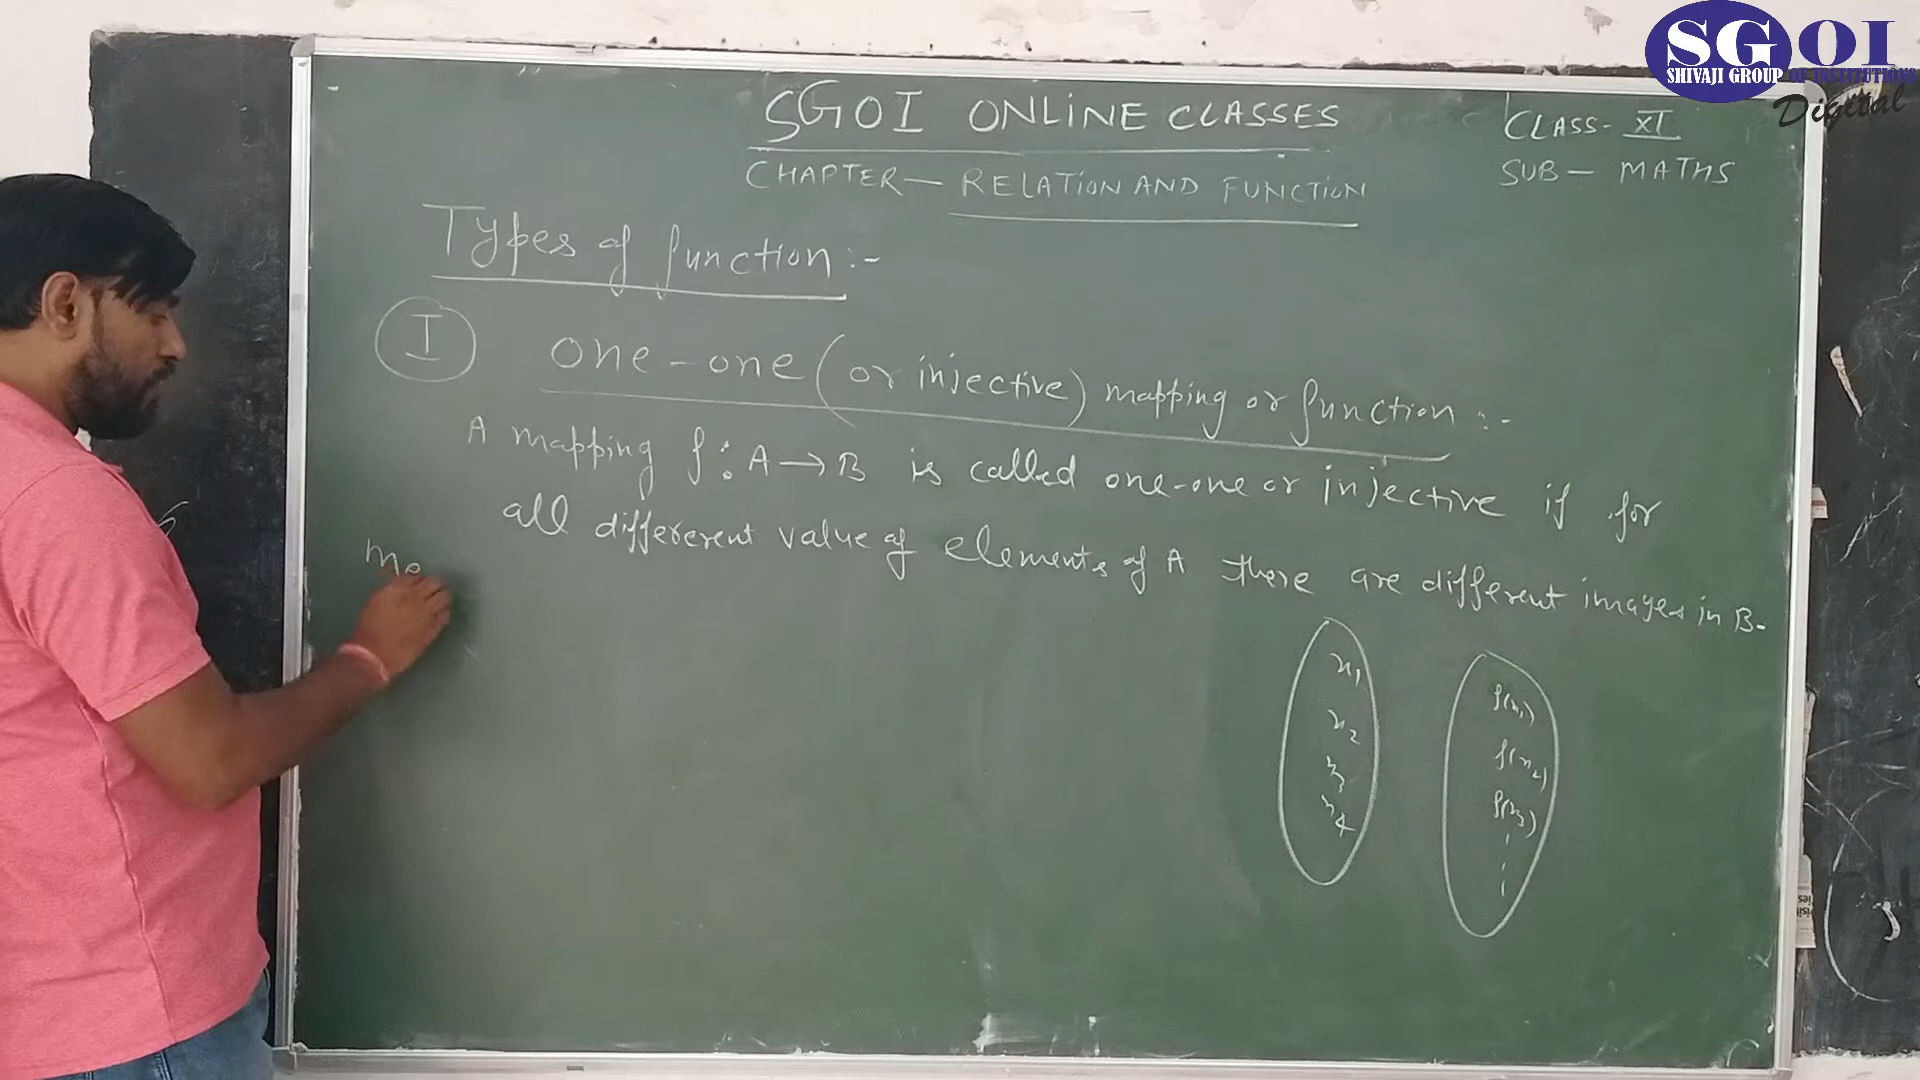 SGOI
SHIVAJI GROUP OF INSTITUTIONS
Digital
SGOI ONLINE CLASSES
CLASS- XI
CHAPTER- RELATION AND FUNCTION
SUB- MATHS
Types of function:-
I one-one (or injective) mapping or function:-
A mapping f: A→B is called one-one or injective if for
all different value of elements of A there are different images in B.
Me
x1
x2
x3
x4
f(x1)
f(x2)
f(x3)